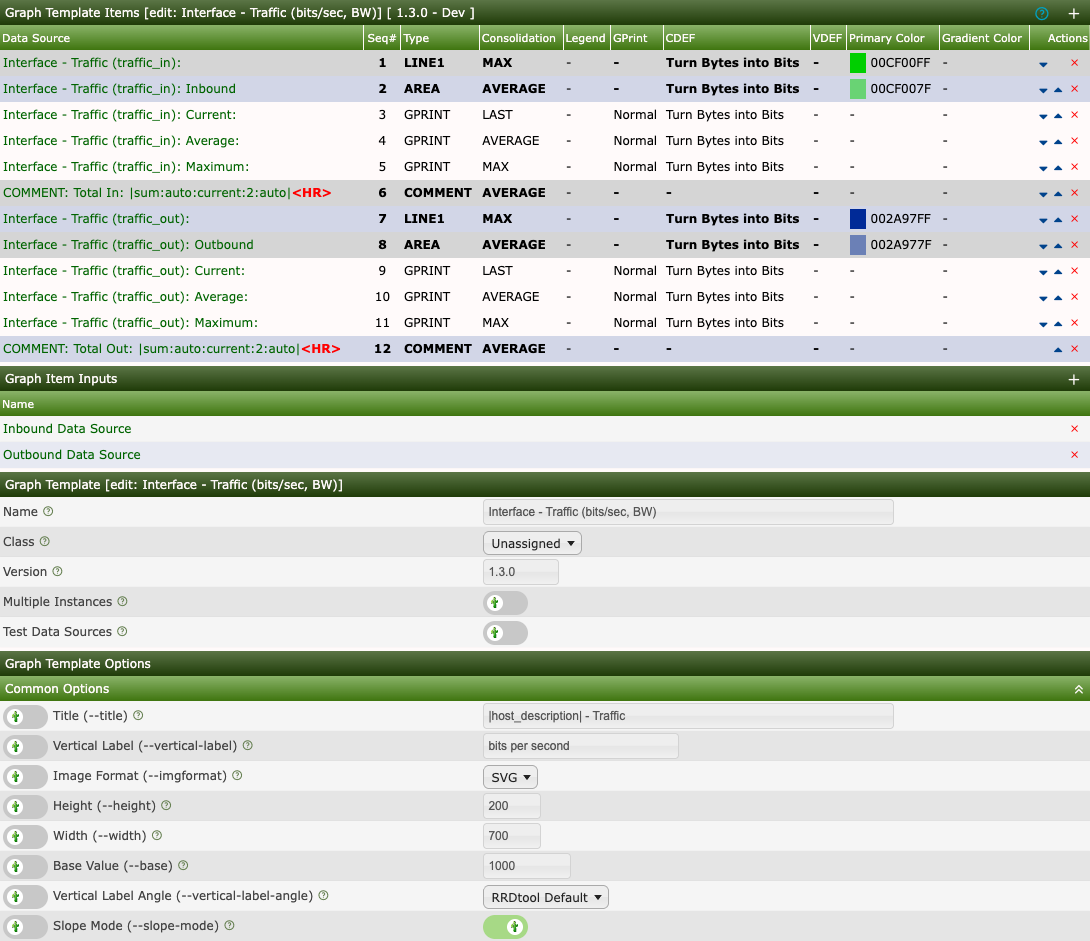 Graph Template Items [edit: Interface - Traffic (bits/sec, BW)] [ 1.3.0 - Dev ]
Data Source Seq# Type Consolidation Legend GPrint CDEF VDEF Primary Color Gradient Color Actions
Interface - Traffic (traffic_in): 1 LINE1 MAX - - Turn Bytes into Bits - 00CF00FF -
Interface - Traffic (traffic_in): Inbound 2 AREA AVERAGE - - Turn Bytes into Bits - 00CF007F -
Interface - Traffic (traffic_in): Current: 3 GPRINT LAST - Normal Turn Bytes into Bits - - -
Interface - Traffic (traffic_in): Average: 4 GPRINT AVERAGE - Normal Turn Bytes into Bits - - -
Interface - Traffic (traffic_in): Maximum: 5 GPRINT MAX - Normal Turn Bytes into Bits - - -
COMMENT: Total In: |sum:auto:current:2:auto|<HR> 6 COMMENT AVERAGE - - - - - -
Interface - Traffic (traffic_out): 7 LINE1 MAX - - Turn Bytes into Bits - 002A97FF -
Interface - Traffic (traffic_out): Outbound 8 AREA AVERAGE - - Turn Bytes into Bits - 002A977F -
Interface - Traffic (traffic_out): Current: 9 GPRINT LAST - Normal Turn Bytes into Bits - - -
Interface - Traffic (traffic_out): Average: 10 GPRINT AVERAGE - Normal Turn Bytes into Bits - - -
Interface - Traffic (traffic_out): Maximum: 11 GPRINT MAX - Normal Turn Bytes into Bits - - -
COMMENT: Total Out: |sum:auto:current:2:auto|<HR> 12 COMMENT AVERAGE - - - - - -
Graph Item Inputs
Name
Inbound Data Source
Outbound Data Source
Graph Template [edit: Interface - Traffic (bits/sec, BW)]
Name Interface - Traffic (bits/sec, BW)
Class Unassigned
Version 1.3.0
Multiple Instances
Test Data Sources
Graph Template Options
Common Options
Title (--title) |host_description| - Traffic
Vertical Label (--vertical-label) bits per second
Image Format (--imgformat) SVG
Height (--height) 200
Width (--width) 700
Base Value (--base) 1000
Vertical Label Angle (--vertical-label-angle) RRDtool Default
Slope Mode (--slope-mode)